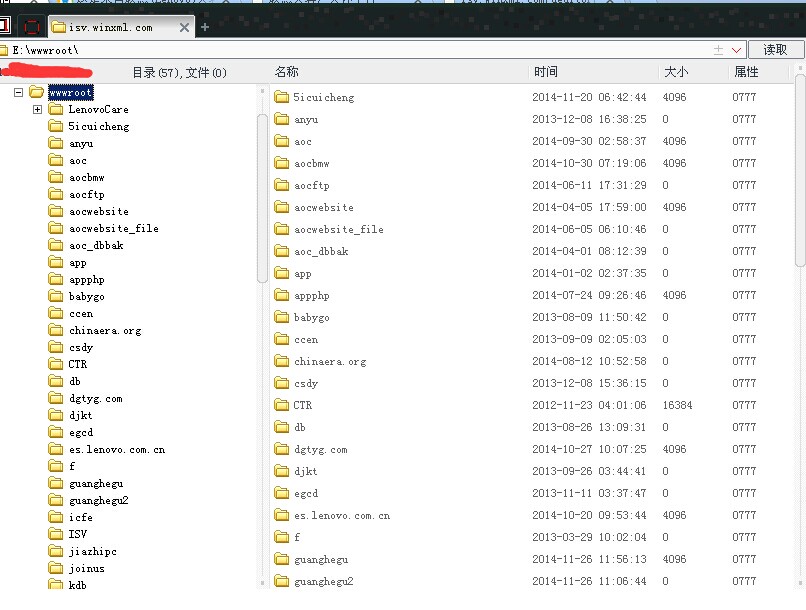 isv.winxml.com
E:\wwwroot\
读取
目录(57),文件(0)
名称 时间 大小 属性
wwwroot
LenovoCare
5icuicheng
anyu
aoc
aocbmw
aocftp
aocwebsite
aocwebsite_file
aoc_dbbak
app
appphp
babygo
ccen
chinaera.org
csdy
CTR
db
dgtyg.com
djkt
egcd
es.lenovo.com.cn
f
guanghegu
guanghegu2
icfe
ISV
jiazhipc
joinus
kdb
5icuicheng 2014-11-20 06:42:44 4096 0777
anyu 2013-12-08 16:38:25 0 0777
aoc 2014-09-30 02:58:37 4096 0777
aocbmw 2014-10-30 07:19:06 4096 0777
aocftp 2014-06-11 17:31:29 0 0777
aocwebsite 2014-04-05 17:59:00 4096 0777
aocwebsite_file 2014-06-05 06:10:46 0 0777
aoc_dbbak 2014-04-01 08:12:39 0 0777
app 2014-01-02 02:37:35 0 0777
appphp 2014-07-24 09:26:46 4096 0777
babygo 2013-08-09 11:50:42 0 0777
ccen 2013-09-09 02:05:03 0 0777
chinaera.org 2014-08-12 10:52:58 0 0777
csdy 2013-12-08 15:36:15 0 0777
CTR 2012-11-23 04:01:06 16384 0777
db 2013-08-26 13:09:31 0 0777
dgtyg.com 2014-10-27 10:07:25 4096 0777
djkt 2013-09-26 03:44:41 0 0777
egcd 2013-11-11 03:37:47 0 0777
es.lenovo.com.cn 2014-10-20 09:53:44 4096 0777
f 2013-03-29 10:02:04 0 0777
guanghegu 2014-11-26 11:56:13 4096 0777
guanghegu2 2014-11-26 11:06:44 0 0777